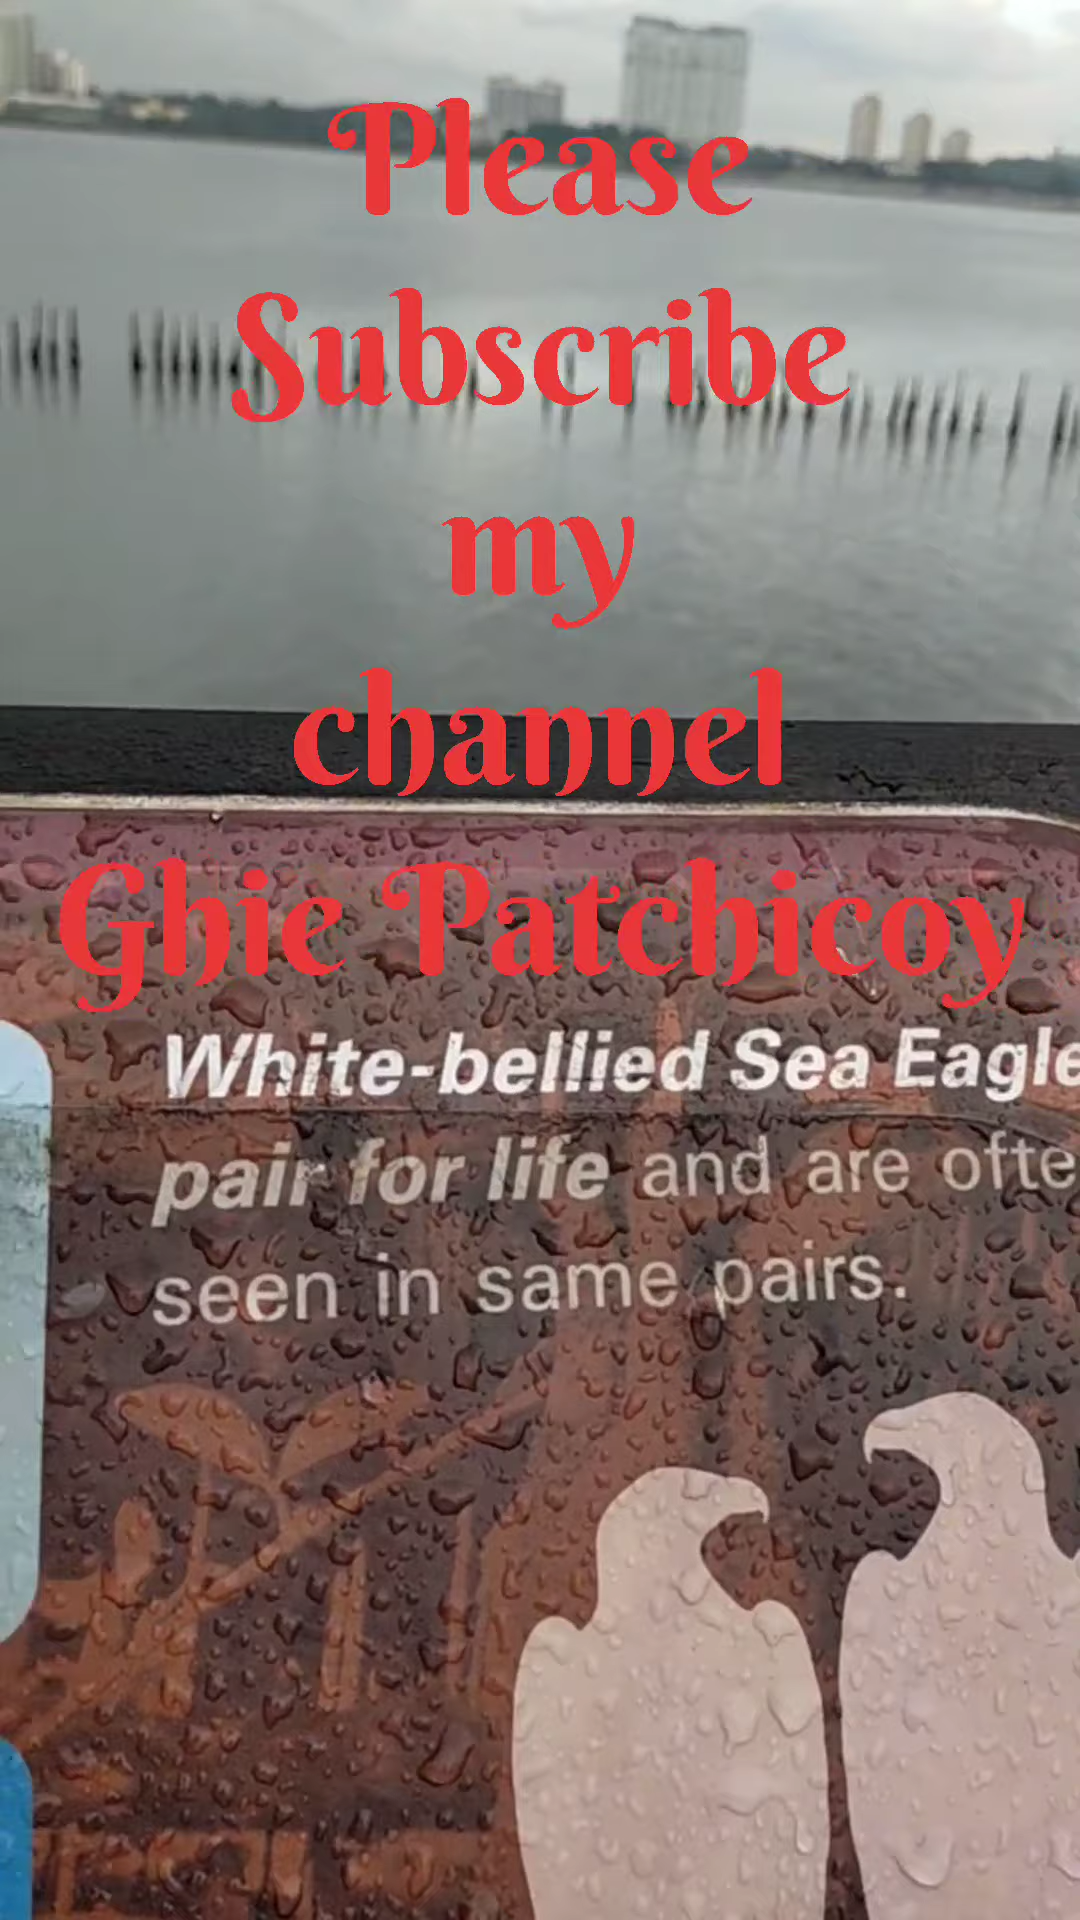 Please
Subscribe
my
channel
Ghie Patchicoy
White-bellied Sea Eagle
pair for life and are ofte
seen in same pairs.